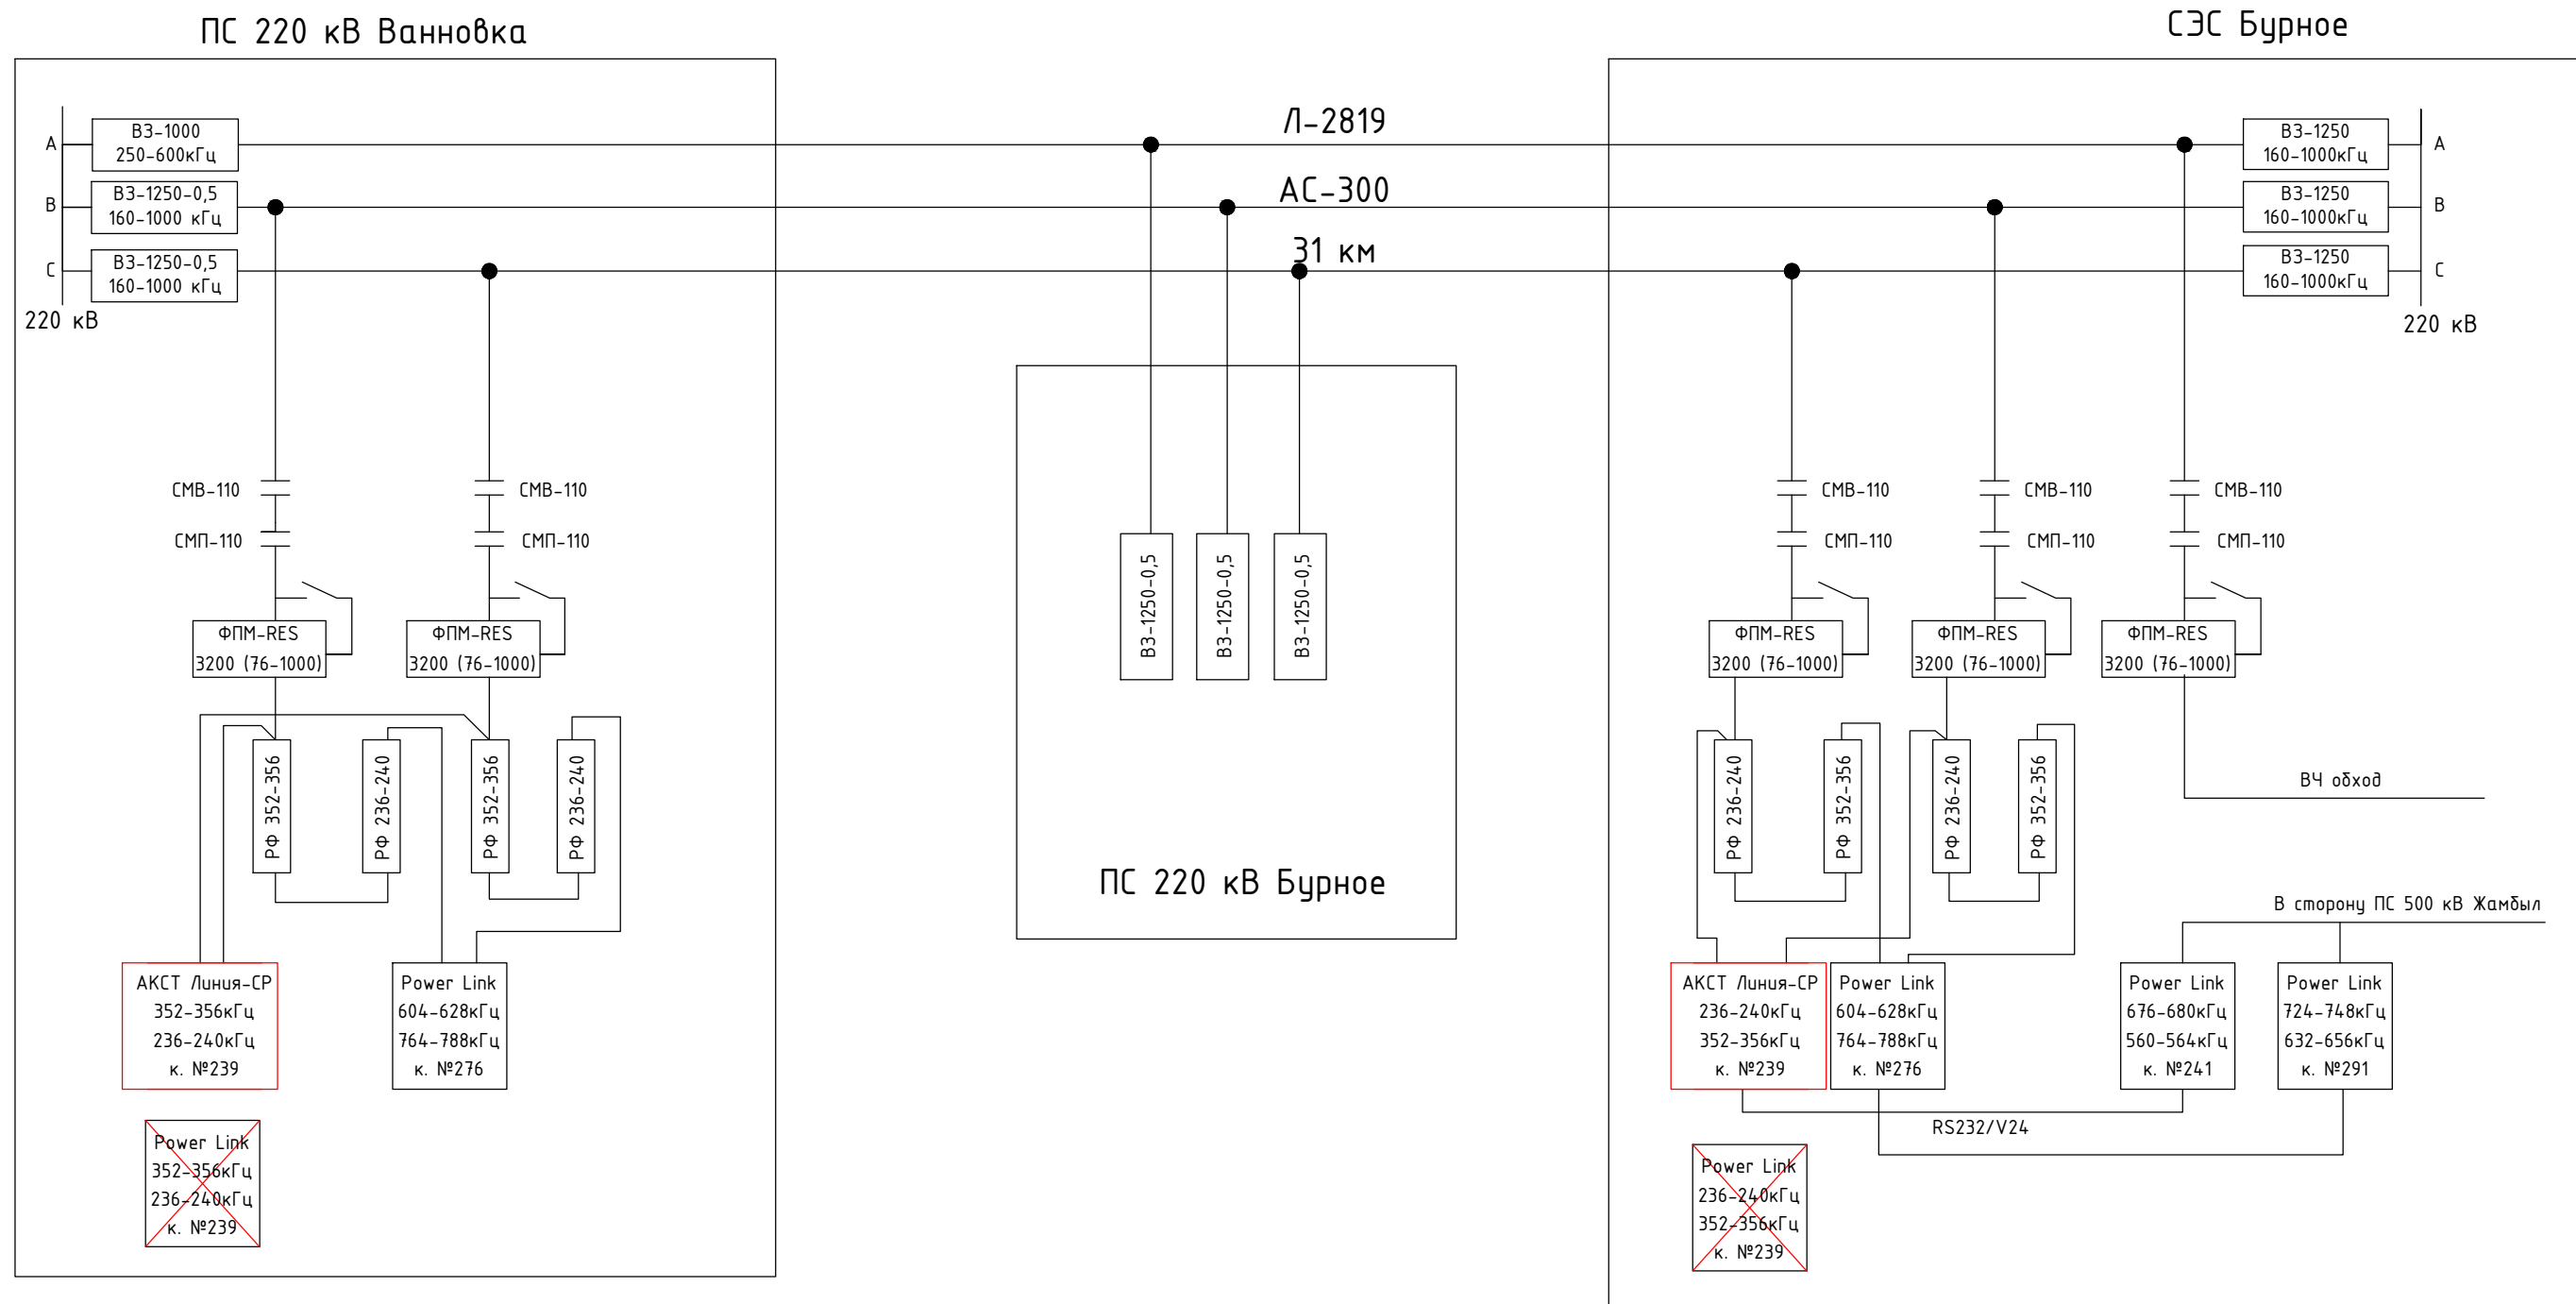 ПС 220 кВ Ванновка
СЭС Бурное
A
ВЗ-1000
250-600кГц
B
ВЗ-1250-0,5
160-1000 кГц
C
ВЗ-1250-0,5
160-1000 кГц
220 кВ
Л-2819
АС-300
31 км
ВЗ-1250
160-1000кГц
A
ВЗ-1250
160-1000кГц
B
ВЗ-1250
160-1000кГц
C
220 кВ
СМВ-110
СМП-110
СМВ-110
СМП-110
ФПМ-RES
3200 (76-1000)
ФПМ-RES
3200 (76-1000)
РФ 352-356
РФ 236-240
РФ 352-356
РФ 236-240
АКСТ Линия-СР
352-356кГц
236-240кГц
к. №239
Power Link
604-628кГц
764-788кГц
к. №276
Power Link
352-356кГц
236-240кГц
к. №239
ВЗ-1250-0,5
ВЗ-1250-0,5
ВЗ-1250-0,5
ПС 220 кВ Бурное
СМВ-110
СМП-110
СМВ-110
СМП-110
СМВ-110
СМП-110
ФПМ-RES
3200 (76-1000)
ФПМ-RES
3200 (76-1000)
ФПМ-RES
3200 (76-1000)
РФ 236-240
РФ 352-356
РФ 236-240
РФ 352-356
ВЧ обход
В сторону ПС 500 кВ Жамбыл
АКСТ Линия-СР
236-240кГц
352-356кГц
к. №239
Power Link
604-628кГц
764-788кГц
к. №276
Power Link
676-680кГц
560-564кГц
к. №241
Power Link
724-748кГц
632-656кГц
к. №291
RS232/V24
Power Link
236-240кГц
352-356кГц
к. №239